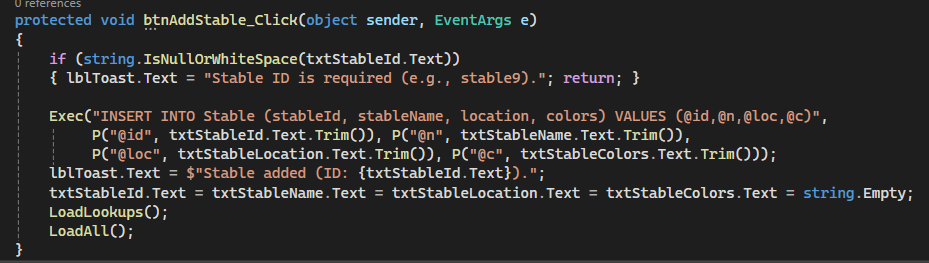 0 references
protected void btnAddStable_Click(object sender, EventArgs e)
{
if (string.IsNullOrWhiteSpace(txtStableId.Text))
{ lblToast.Text = "Stable ID is required (e.g., stable9)."; return; }
Exec("INSERT INTO Stable (stableId, stableName, location, colors) VALUES (@id,@n,@loc,@c)",
P("@id", txtStableId.Text.Trim()), P("@n", txtStableName.Text.Trim()),
P("@loc", txtStableLocation.Text.Trim()), P("@c", txtStableColors.Text.Trim()));
lblToast.Text = $"Stable added (ID: {txtStableId.Text}).";
txtStableId.Text = txtStableName.Text = txtStableLocation.Text = txtStableColors.Text = string.Empty;
LoadLookups();
LoadAll();
}